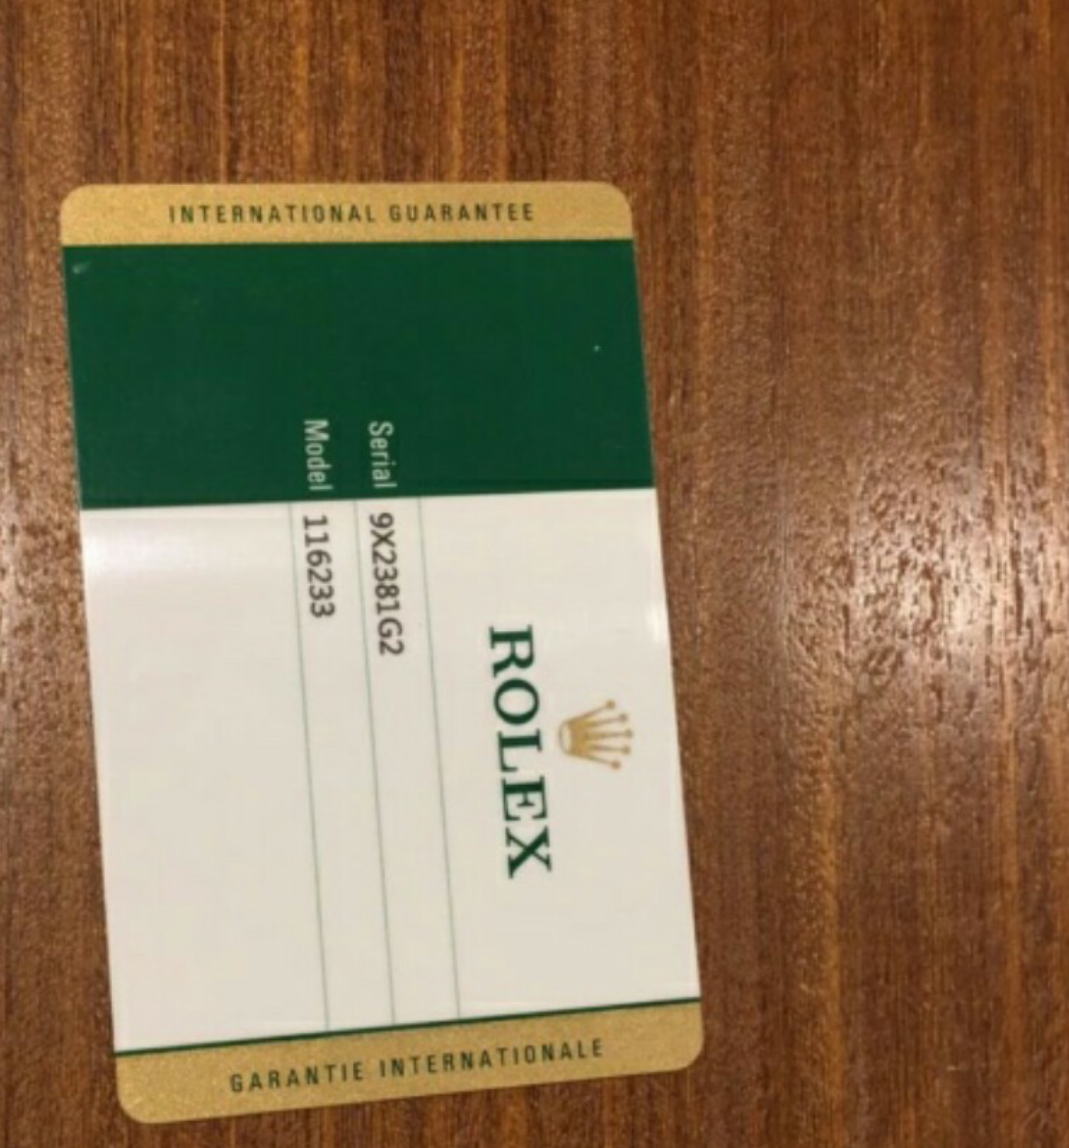 INTERNATIONAL GUARANTEE
ROLEX
Serial 9X2381G2
Model 116233
GARANTIE INTERNATIONALE